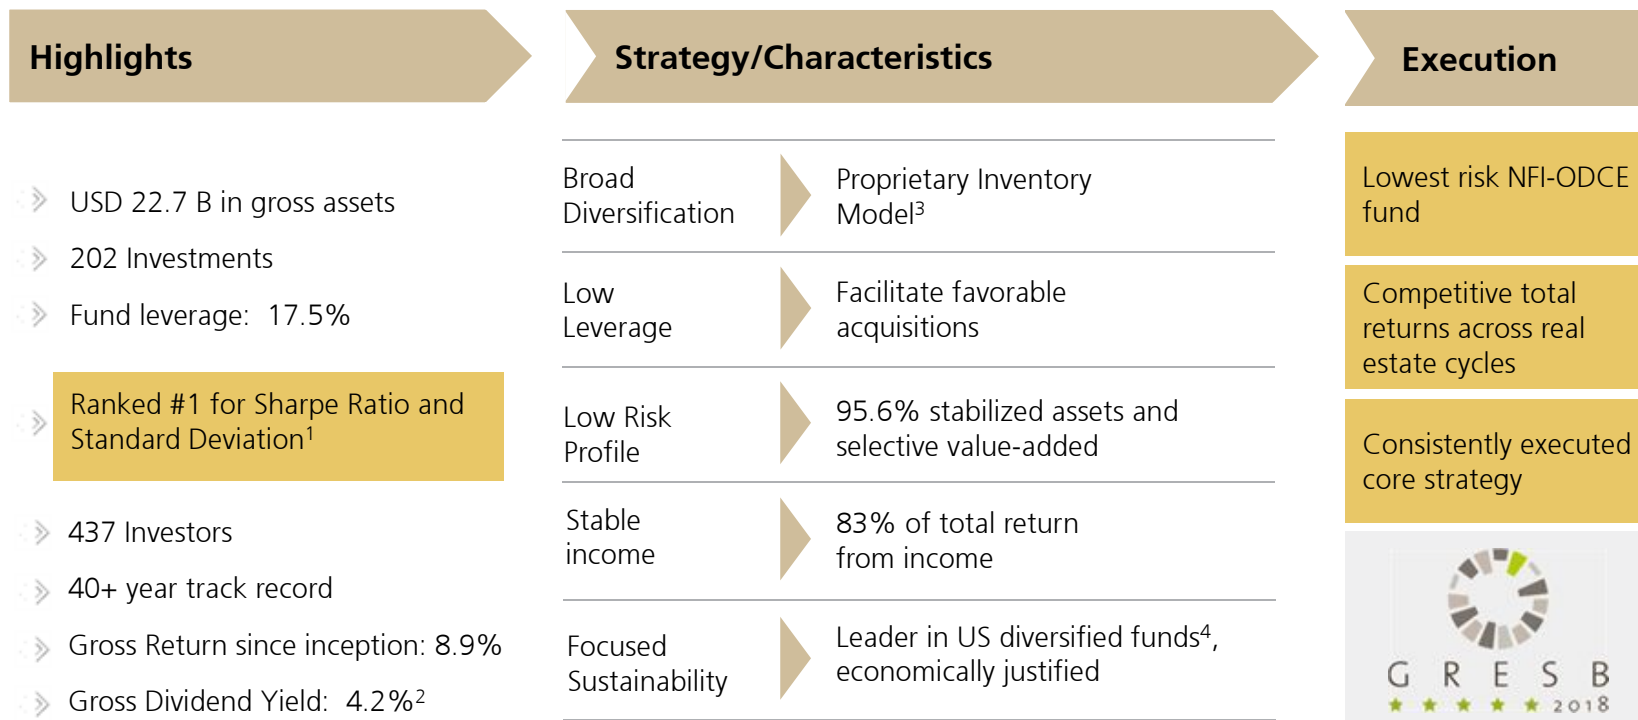 Highlights
USD 22.7 B in gross assets
202 Investments
Fund leverage:  17.5%
Ranked #1 for Sharpe Ratio and
Standard Deviation¹
437 Investors
40+ year track record
Gross Return since inception: 8.9%
Gross Dividend Yield:  4.2%²
Strategy/Characteristics
Broad
Diversification
Proprietary Inventory
Model³
Low
Leverage
Facilitate favorable
acquisitions
Low Risk
Profile
95.6% stabilized assets and
selective value-added
Stable
income
83% of total return
from income
Focused
Sustainability
Leader in US diversified funds⁴,
economically justified
Execution
Lowest risk NFI-ODCE
fund
Competitive total
returns across real
estate cycles
Consistently executed
core strategy
G R E S B
★ ★ ★ ★ ★ 2018